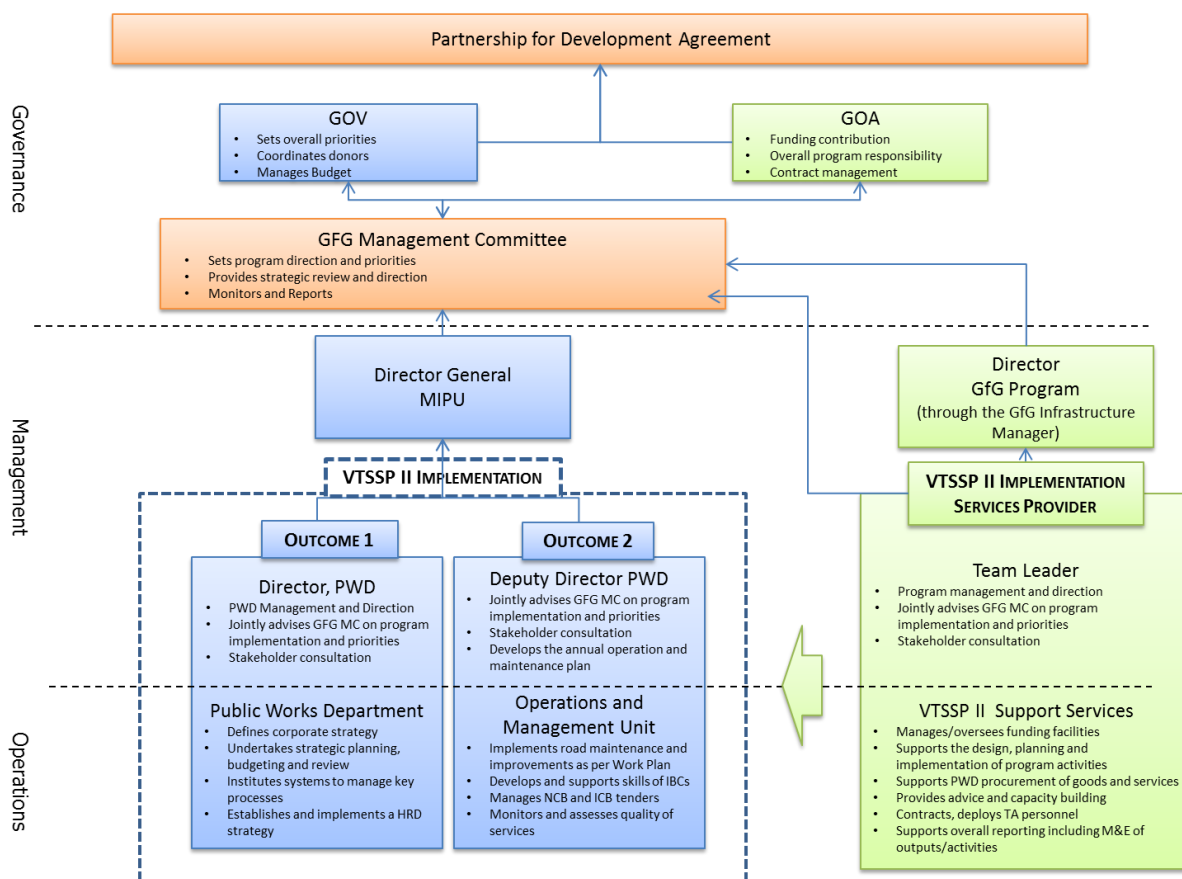 Partnership for Development Agreement
Governance
GOV
• Sets overall priorities
• Coordinates donors
• Manages Budget
GOA
• Funding contribution
• Overall program responsibility
• Contract management
GFG Management Committee
• Sets program direction and priorities
• Provides strategic review and direction
• Monitors and Reports
Management
Director General
MIPU
Director
GfG Program
(through the GfG Infrastructure
Manager)
VTSSP II IMPLEMENTATION
VTSSP II IMPLEMENTATION
SERVICES PROVIDER
OUTCOME 1
Director, PWD
• PWD Management and Direction
• Jointly advises GFG MC on program
implementation and priorities
• Stakeholder consultation
OUTCOME 2
Deputy Director PWD
• Jointly advises GFG MC on program
implementation and priorities
• Stakeholder consultation
• Develops the annual operation and
maintenance plan
Team Leader
• Program management and direction
• Jointly advises GFG MC on program
implementation and priorities
• Stakeholder consultation
Operations
Public Works Department
• Defines corporate strategy
• Undertakes strategic planning,
budgeting and review
• Institutes systems to manage key
processes
• Establishes and implements a HRD
strategy
Operations and
Management Unit
• Implements road maintenance and
improvements as per Work Plan
• Develops and supports skills of IBCs
• Manages NCB and ICB tenders
• Monitors and assesses quality of
services
VTSSP II  Support Services
• Manages/oversees funding facilities
• Supports the design, planning and
implementation of program activities
• Supports PWD procurement of goods and services
• Provides advice and capacity building
• Contracts, deploys TA personnel
• Supports overall reporting including M&E of
outputs/activities